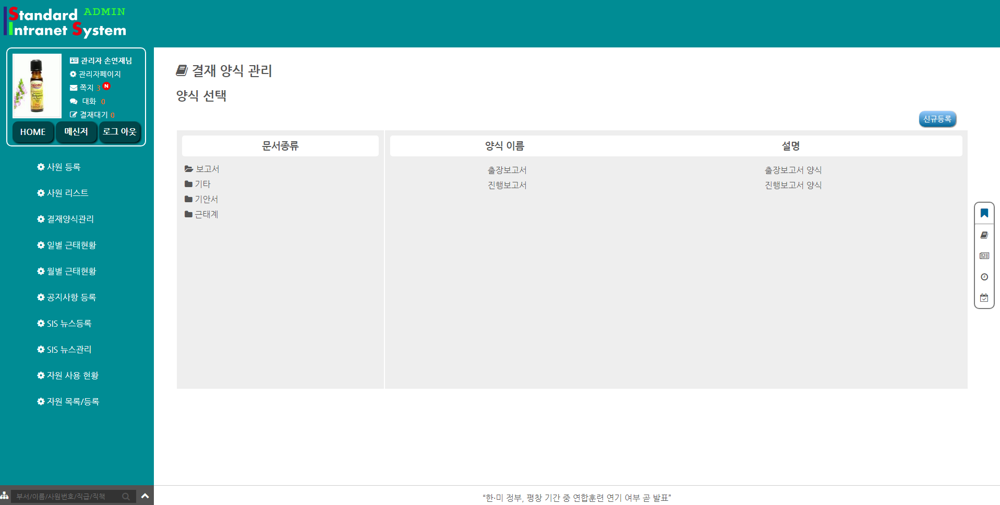 Standard ADMIN
Intranet System
관리자 손연재님
관리자페이지
쪽지 3 N
대화 0
결재대기 0
HOME 메신저 로그 아웃
사원 등록
사원 리스트
결재양식관리
일별 근태현황
월별 근태현황
공지사항 등록
SIS 뉴스등록
SIS 뉴스관리
자원 사용 현황
자원 목록/등록
부서/이름/사원번호/직급/직책
결재 양식 관리
양식 선택
신규등록
문서종류
보고서
기타
기안서
근태계
양식 이름 설명
출장보고서 출장보고서 양식
진행보고서 진행보고서 양식
“한·미 정부, 평창 기간 중 연합훈련 연기 여부 곧 발표”